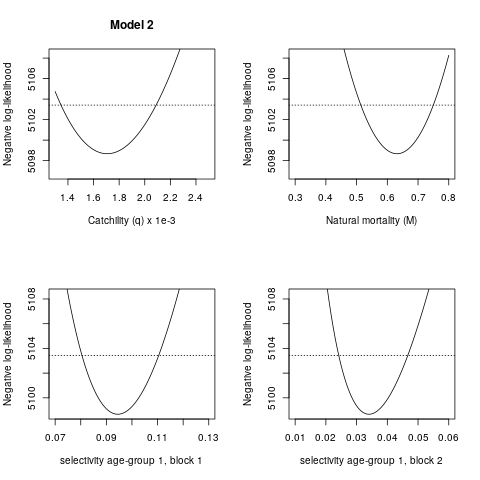 Model 2
Negative log-likelihood
5098 5102 5106
1.4 1.6 1.8 2.0 2.2 2.4
Catchility (q) x 1e-3
Negative log-likelihood
5098 5102 5106
0.3 0.4 0.5 0.6 0.7 0.8
Natural mortality (M)
Negative log-likelihood
5100 5104 5108
0.07 0.09 0.11 0.13
selectivity age-group 1, block 1
Negative log-likelihood
5100 5104 5108
0.01 0.02 0.03 0.04 0.05 0.06
selectivity age-group 1, block 2